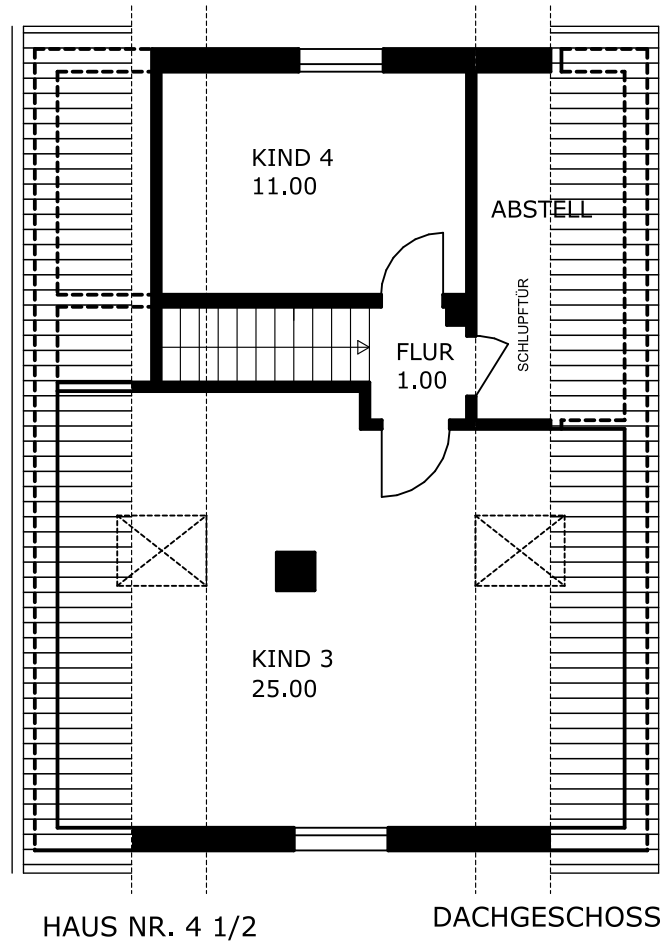 KIND 4
11.00
ABSTELL
SCHLUPFTÜR
FLUR
1.00
KIND 3
25.00
HAUS NR. 4 1/2
DACHGESCHOSS